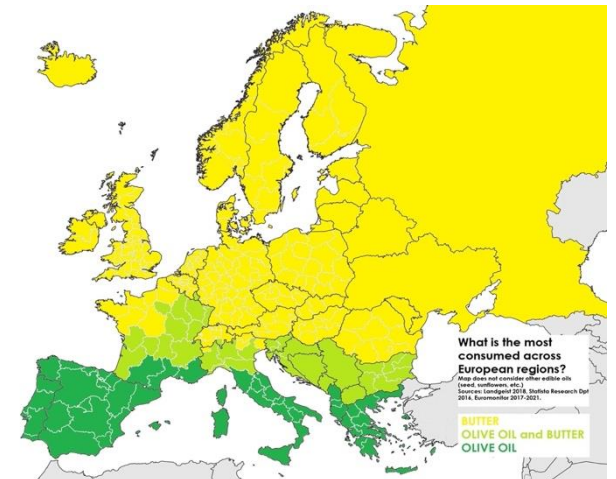 What is the most
consumed across
European regions?
Map does not consider other edible oils
(seed, sunflowers, etc.)
Sources: Landgeist 2018, Statista Research Dpt
2016, Euromonitor 2017-2021.
BUTTER
OLIVE OIL and BUTTER
OLIVE OIL